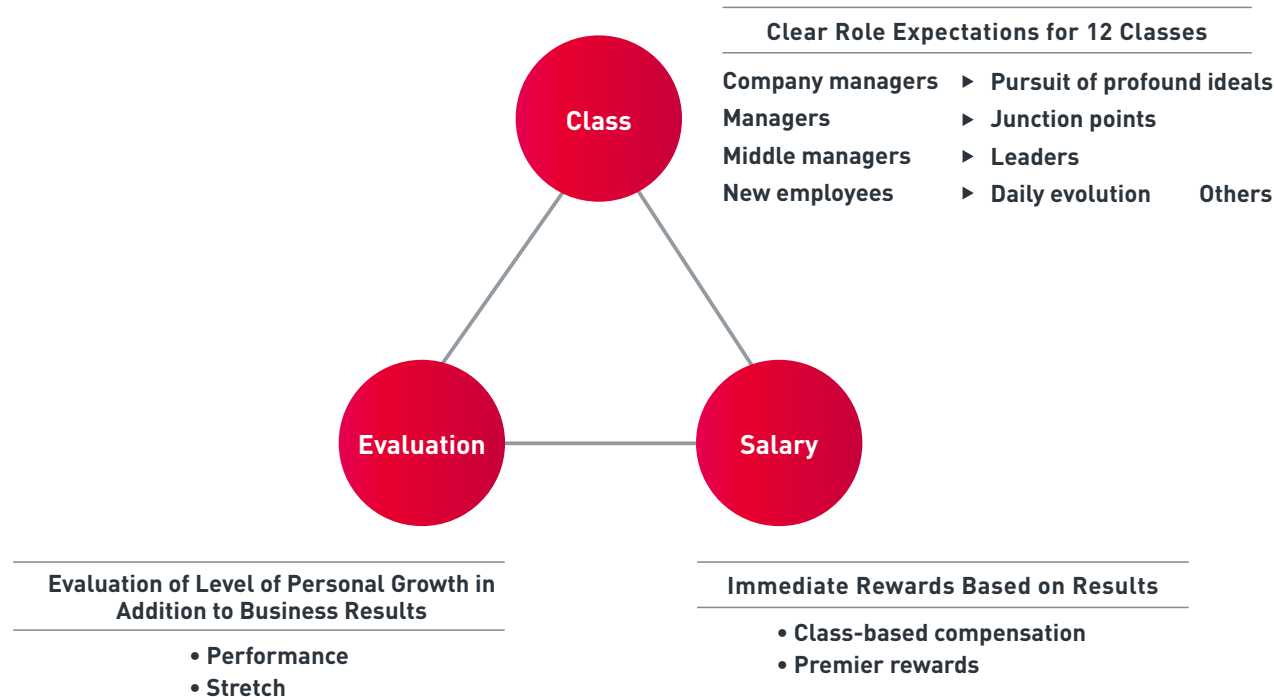 Clear Role Expectations for 12 Classes
Company managers ▶ Pursuit of profound ideals
Managers ▶ Junction points
Middle managers ▶ Leaders
New employees ▶ Daily evolution Others
Class
Evaluation
Salary
Evaluation of Level of Personal Growth in
Addition to Business Results
• Performance
• Stretch
Immediate Rewards Based on Results
• Class-based compensation
• Premier rewards